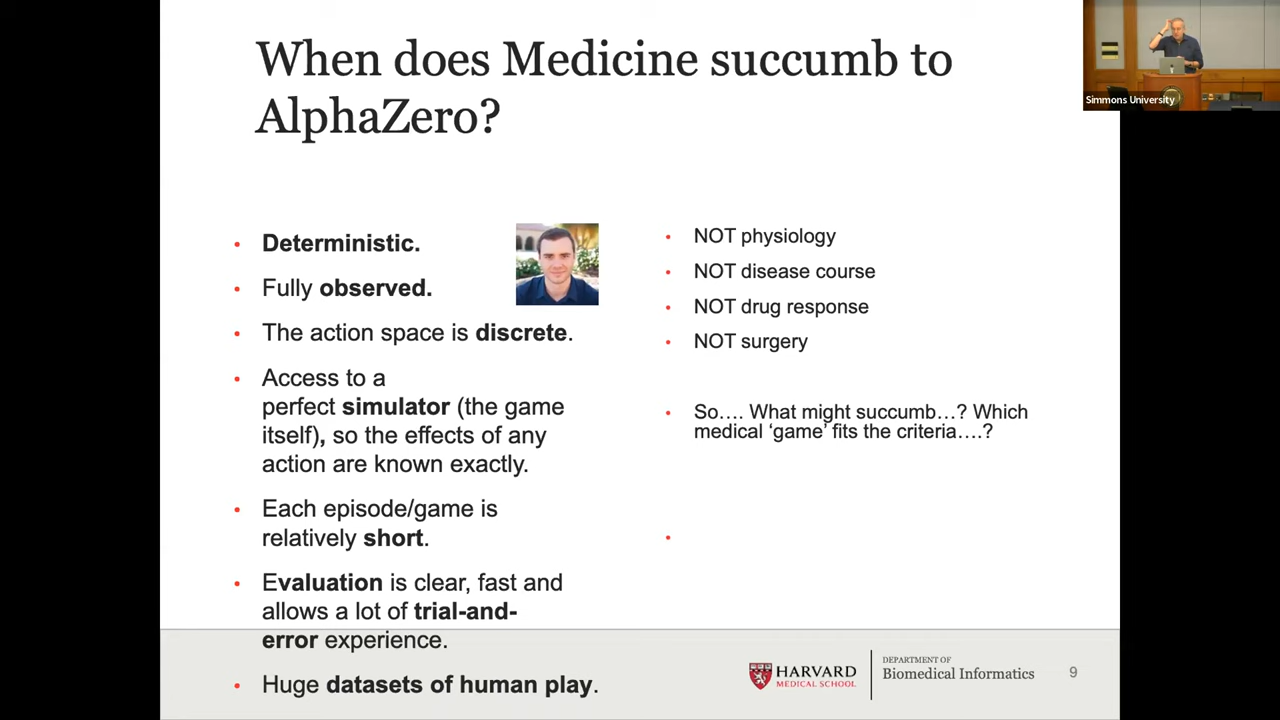 When does Medicine succumb to
AlphaZero?
Simmons University
• Deterministic.
• Fully observed.
• The action space is discrete.
• Access to a
perfect simulator (the game
itself), so the effects of any
action are known exactly.
• Each episode/game is
relatively short.
• Evaluation is clear, fast and
allows a lot of trial-and-
error experience.
• Huge datasets of human play.
• NOT physiology
• NOT disease course
• NOT drug response
• NOT surgery
• So.... What might succumb...? Which
medical ‘game’ fits the criteria....?
•
HARVARD
MEDICAL SCHOOL
DEPARTMENT OF
Biomedical Informatics
9